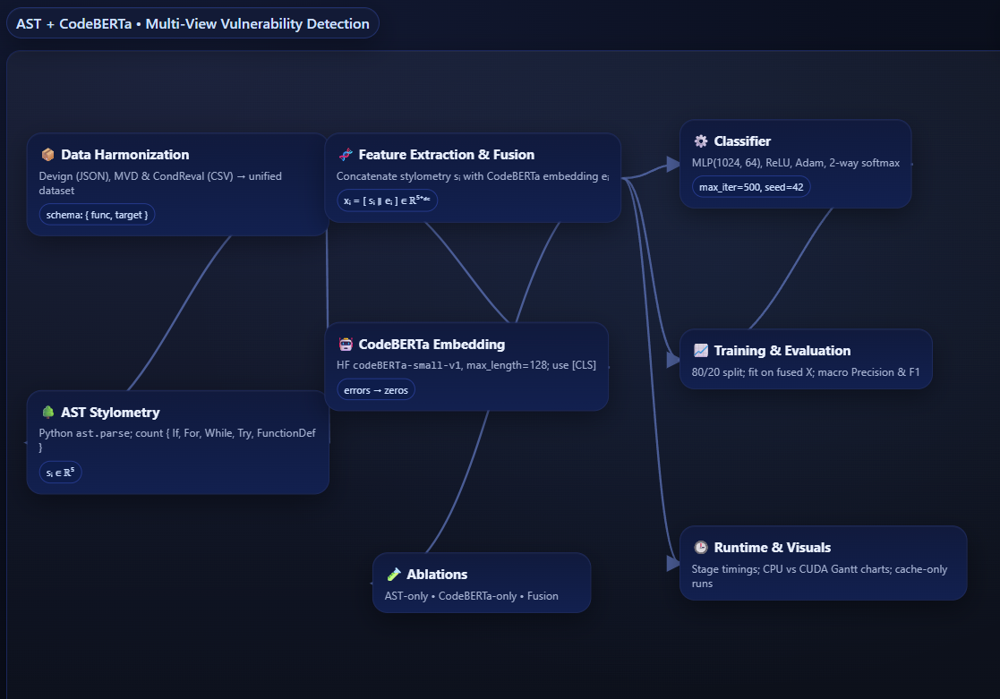 AST + CodeBERTa • Multi-View Vulnerability Detection
Data Harmonization
Devign (JSON), MVD & CondReval (CSV) → unified
dataset
schema: { func, target }
Feature Extraction & Fusion
Concatenate stylometry sᵢ with CodeBERTa embedding eᵢ
xᵢ = [ sᵢ ∥ eᵢ ] ∈ ℝ⁵⁺ᵈᶜ
Classifier
MLP(1024, 64), ReLU, Adam, 2-way softmax
max_iter=500, seed=42
CodeBERTa Embedding
HF codeBERTa-small-v1, max_length=128; use [CLS]
errors → zeros
Training & Evaluation
80/20 split; fit on fused X; macro Precision & F1
AST Stylometry
Python ast.parse; count { If, For, While, Try, FunctionDef
}
sᵢ ∈ ℝ⁵
Ablations
AST-only • CodeBERTa-only • Fusion
Runtime & Visuals
Stage timings; CPU vs CUDA Gantt charts; cache-only
runs